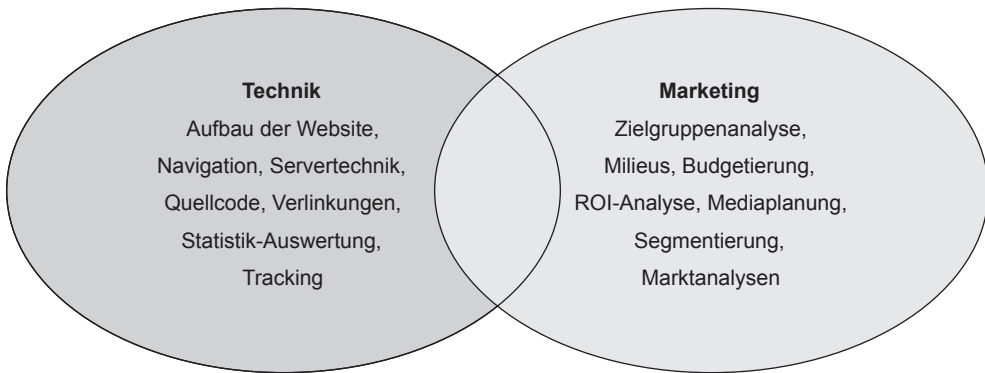 Technik
Aufbau der Website,
Navigation, Servertechnik,
Quellcode, Verlinkungen,
Statistik-Auswertung,
Tracking
Marketing
Zielgruppenanalyse,
Milieus, Budgetierung,
ROI-Analyse, Mediaplanung,
Segmentierung,
Marktanalysen